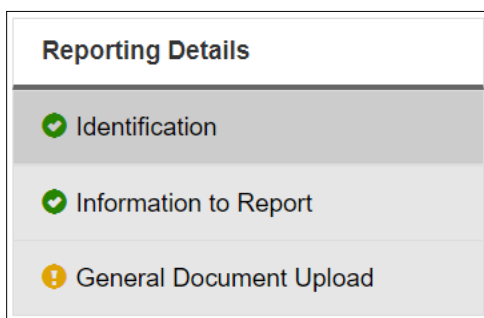 Reporting Details
Identification
Information to Report
General Document Upload